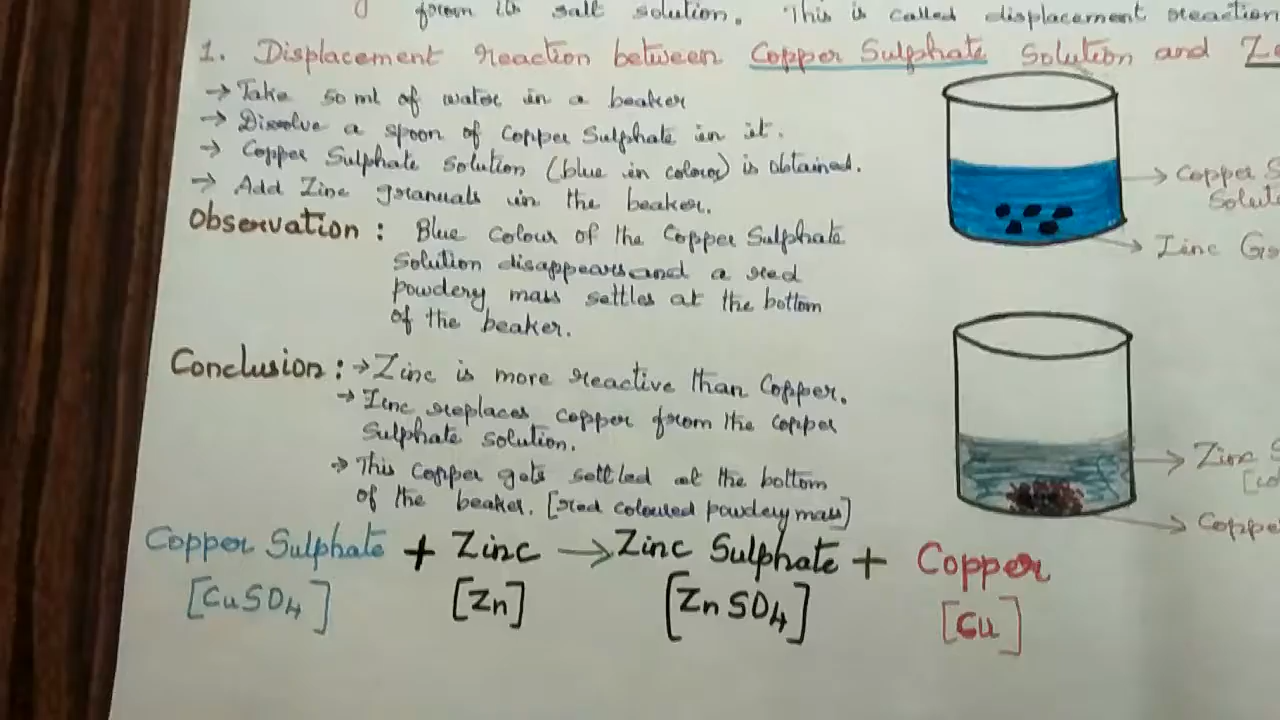 from its salt solution. This is called displacement reaction
1. Displacement reaction between Copper Sulphate Solution and
→ Take 50 ml of water in a beaker
→ Dissolve a spoon of Copper Sulphate in it.
→ Copper Sulphate solution (blue in colour) is obtained.
→ Add Zinc granuals in the beaker.
Copper S
Solut
Zinc G
Observation : Blue colour of the Copper Sulphate
Solution disappears and a red
powdery mass settles at the bottom
of the beaker.
Conclusion : → Zinc is more reactive than Copper.
→ Zinc replaces copper from the copper
Sulphate solution.
→ This copper gets settled at the bottom
of the beaker. [red coloured powdery mass]
Zinc S
[co
Copper
Copper Sulphate + Zinc → Zinc Sulphate + Copper
[CuSO4] [Zn] [ZnSO4] [Cu]